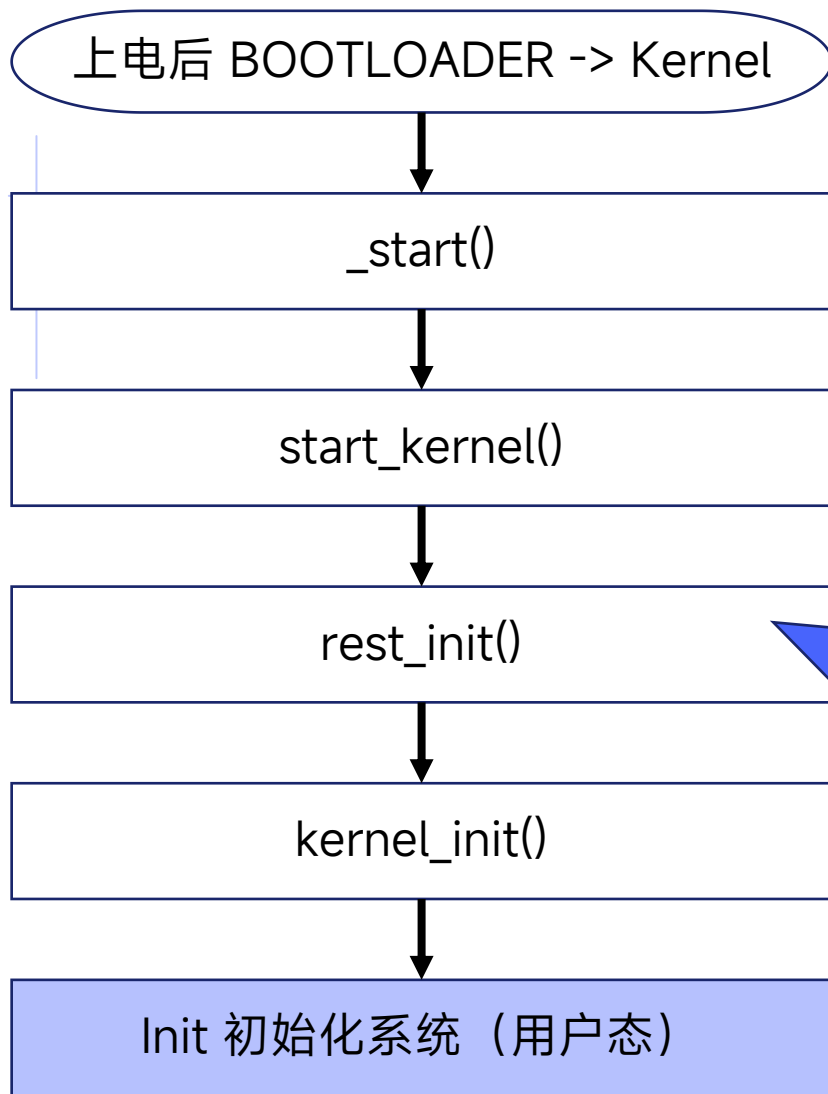 上电后 BOOTLOADER -> Kernel
_start()
start_kernel()
rest_init()
kernel_init()
Init 初始化系统（用户态）